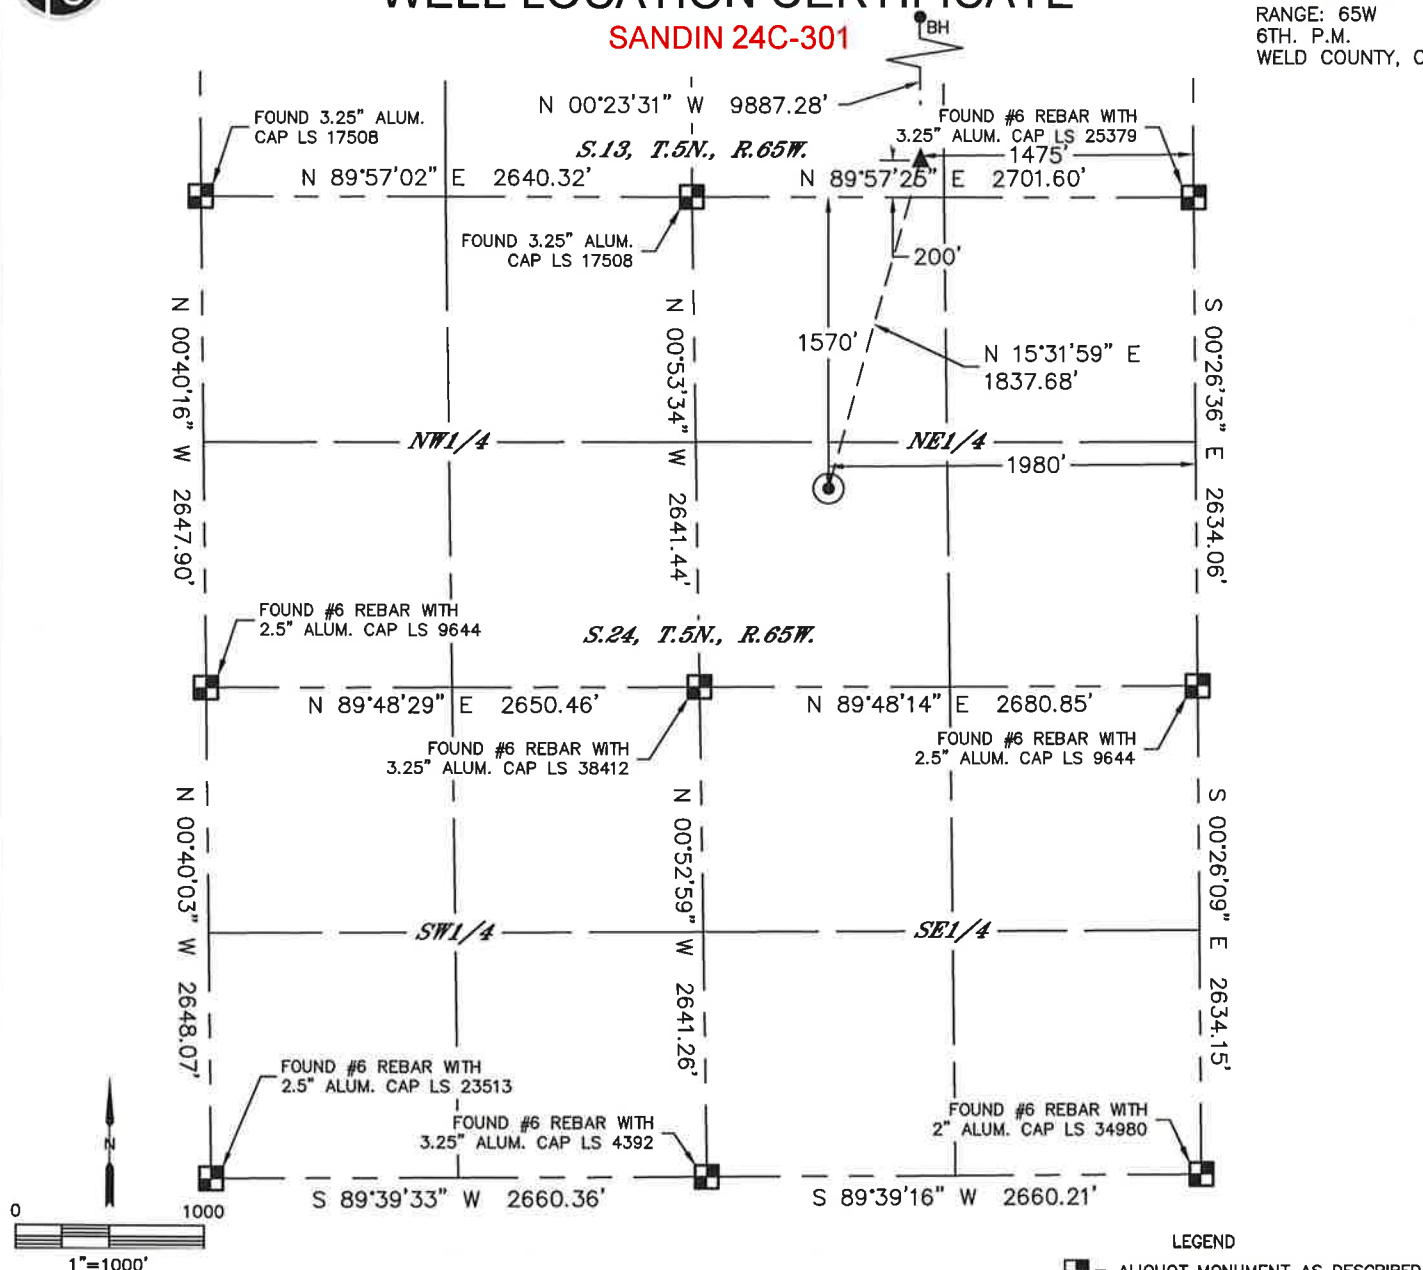 WELL LOCATION CERTIFICATE
SANDIN 24C-301
RANGE: 65W
6TH. P.M.
WELD COUNTY, C
BH
N 00°23'31" W 9887.28'
FOUND 3.25" ALUM.
CAP LS 17508
FOUND #6 REBAR WITH
3.25" ALUM. CAP LS 25379
S.13, T.5N., R.65W.
1475'
N 89°57'02" E 2640.32'
N 89°57'25" E 2701.60'
FOUND 3.25" ALUM.
CAP LS 17508
200'
N 00°40'16" W 2647.90'
N 00°53'34" W 2641.44'
S 00°26'36" E 2634.06'
1570'
N 15°31'59" E
1837.68'
NW1/4
NE1/4
1980'
FOUND #6 REBAR WITH
2.5" ALUM. CAP LS 9644
S.24, T.5N., R.65W.
N 89°48'29" E 2650.46'
N 89°48'14" E 2680.85'
FOUND #6 REBAR WITH
3.25" ALUM. CAP LS 38412
FOUND #6 REBAR WITH
2.5" ALUM. CAP LS 9644
N 00°40'03" W 2648.07'
N 00°52'59" W 2641.26'
S 00°26'09" E 2634.15'
SW1/4
SE1/4
FOUND #6 REBAR WITH
2.5" ALUM. CAP LS 23513
FOUND #6 REBAR WITH
3.25" ALUM. CAP LS 4392
FOUND #6 REBAR WITH
2" ALUM. CAP LS 34980
N
S 89°39'33" W 2660.36'
S 89°39'16" W 2660.21'
0 1000
1"=1000'
LEGEND
= ALIQUOT MONUMENT AS DESCRIBED